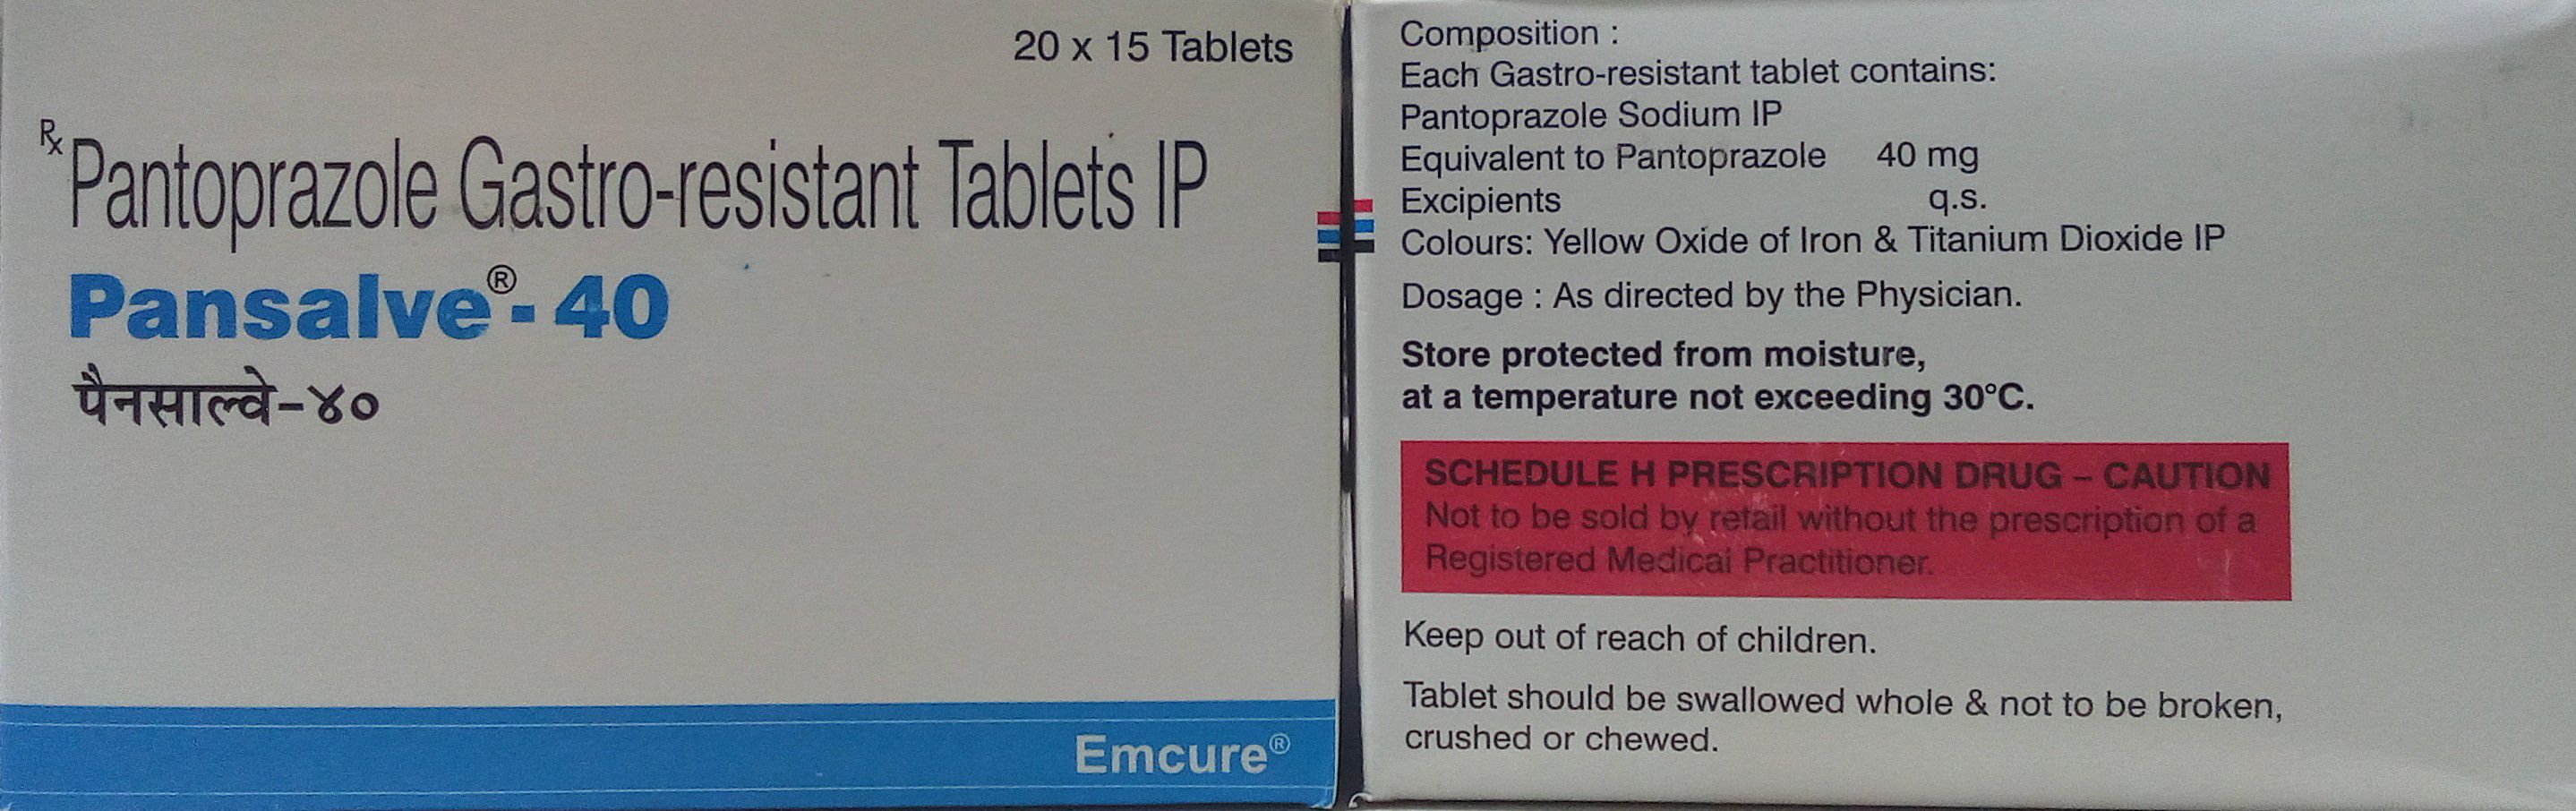 20 x 15 Tablets
Rx Pantoprazole Gastro-resistant Tablets IP
Pansalve®- 40
पैनसाल्वे-४०
Emcure®
Composition :
Each Gastro-resistant tablet contains:
Pantoprazole Sodium IP
Equivalent to Pantoprazole 40 mg
Excipients q.s.
Colours: Yellow Oxide of Iron & Titanium Dioxide IP
Dosage : As directed by the Physician.
Store protected from moisture,
at a temperature not exceeding 30°C.
SCHEDULE H PRESCRIPTION DRUG – CAUTION
Not to be sold by retail without the prescription of a
Registered Medical Practitioner.
Keep out of reach of children.
Tablet should be swallowed whole & not to be broken,
crushed or chewed.